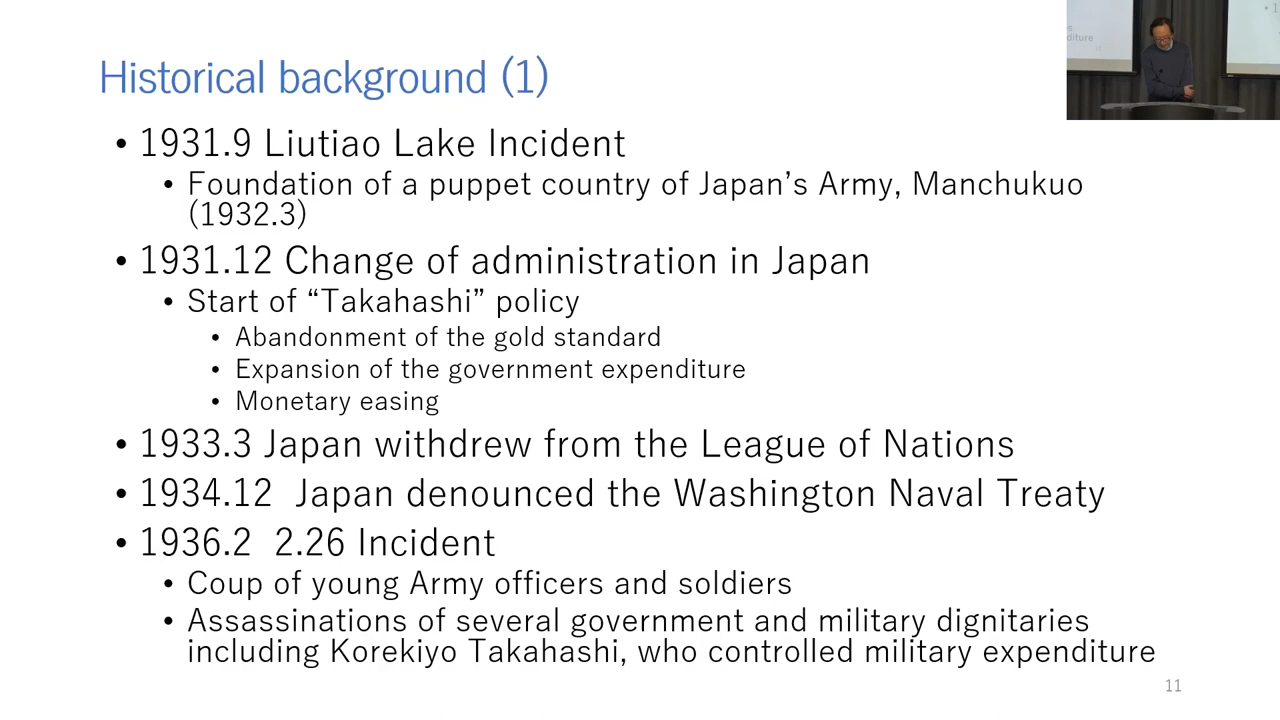 Historical background (1)
• 1931.9 Liutiao Lake Incident
• Foundation of a puppet country of Japan’s Army, Manchukuo
(1932.3)
• 1931.12 Change of administration in Japan
• Start of “Takahashi” policy
• Abandonment of the gold standard
• Expansion of the government expenditure
• Monetary easing
• 1933.3 Japan withdrew from the League of Nations
• 1934.12 Japan denounced the Washington Naval Treaty
• 1936.2 2.26 Incident
• Coup of young Army officers and soldiers
• Assassinations of several government and military dignitaries
including Korekiyo Takahashi, who controlled military expenditure
11